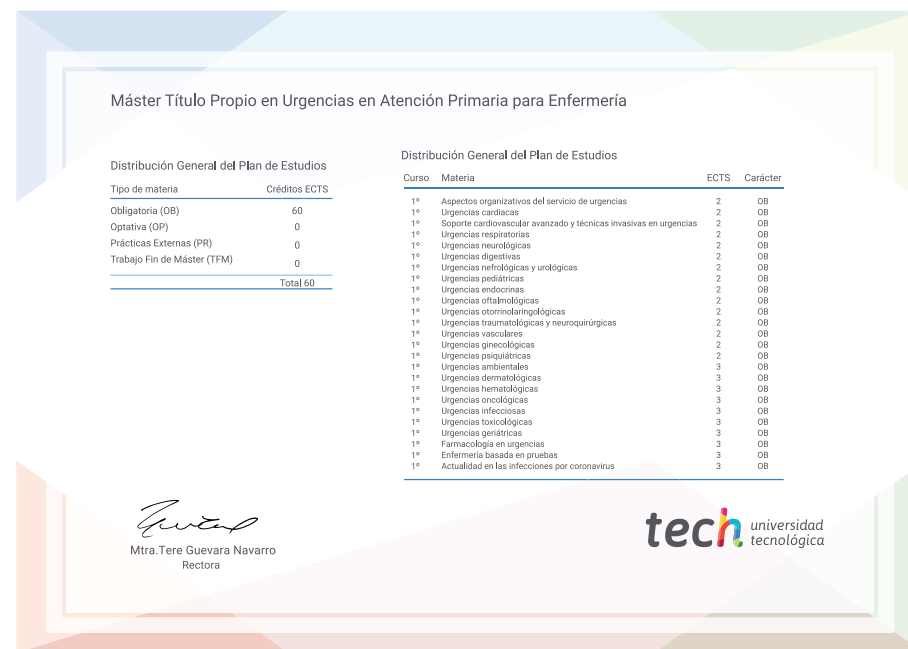 Máster Título Propio en Urgencias en Atención Primaria para Enfermería
Distribución General del Plan de Estudios
Tipo de materia Créditos ECTS
Obligatoria (OB) 60
Optativa (OP) 0
Prácticas Externas (PR) 0
Trabajo Fin de Máster (TFM) 0
Total 60
Distribución General del Plan de Estudios
Curso Materia ECTS Carácter
1º Aspectos organizativos del servicio de urgencias 2 OB
1º Urgencias cardiacas 2 OB
1º Soporte cardiovascular avanzado y técnicas invasivas en urgencias 2 OB
1º Urgencias respiratorias 2 OB
1º Urgencias neurológicas 2 OB
1º Urgencias digestivas 2 OB
1º Urgencias nefrológicas y urológicas 2 OB
1º Urgencias pediátricas 2 OB
1º Urgencias endocrinas 2 OB
1º Urgencias oftalmológicas 2 OB
1º Urgencias otorrinolaringológicas 2 OB
1º Urgencias traumatológicas y neuroquirúrgicas 2 OB
1º Urgencias vasculares 2 OB
1º Urgencias ginecológicas 2 OB
1º Urgencias psiquiátricas 2 OB
1º Urgencias ambientales 3 OB
1º Urgencias dermatológicas 3 OB
1º Urgencias hematológicas 3 OB
1º Urgencias oncológicas 3 OB
1º Urgencias infecciosas 3 OB
1º Urgencias toxicológicas 3 OB
1º Urgencias geriátricas 3 OB
1º Farmacología en urgencias 3 OB
1º Enfermería basada en pruebas 3 OB
1º Actualidad en las infecciones por coronavirus 3 OB
Mtra.Tere Guevara Navarro
Rectora
tech universidad
tecnológica